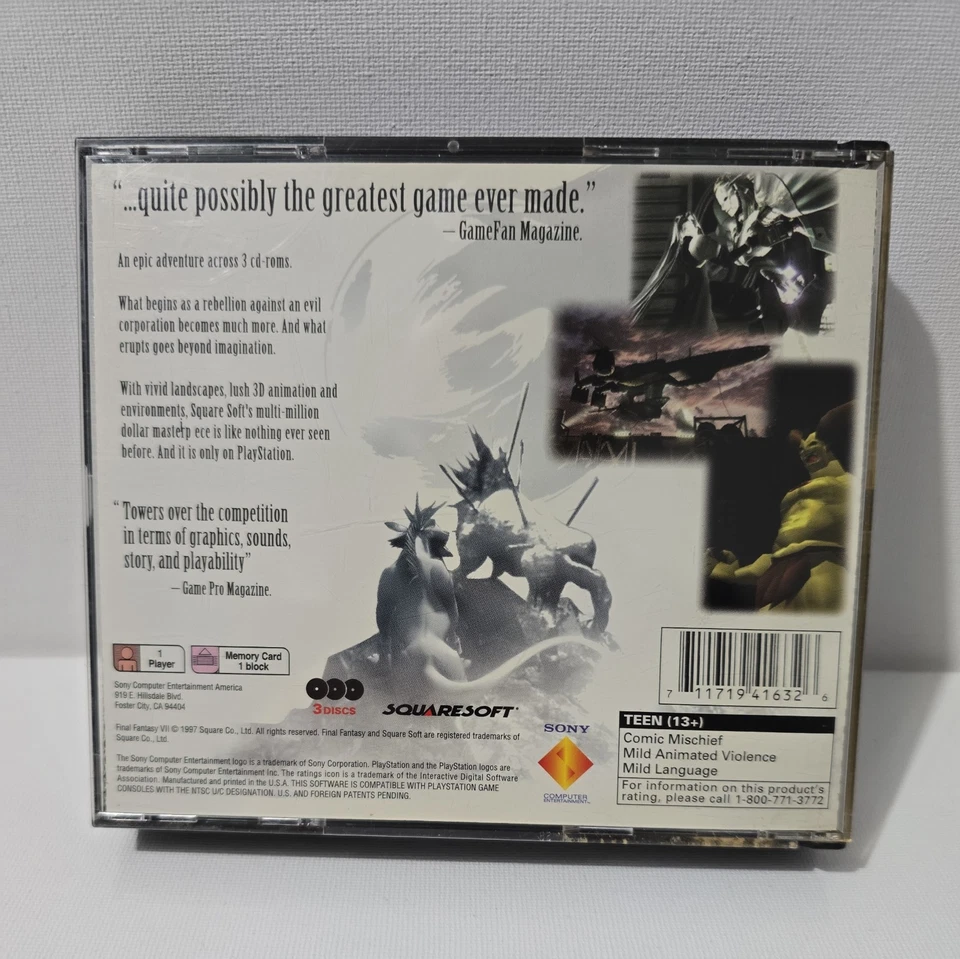 “...quite possibly the greatest game ever made.”
— GameFan Magazine.
An epic adventure across 3 cd-roms.
What begins as a rebellion against an evil
corporation becomes much more. And what
erupts goes beyond imagination.
With vivid landscapes, lush 3D animation and
environments, Square Soft's multi-million
dollar masterp ece is like nothing ever seen
before. And it is only on PlayStation.
“Towers over the competition
in terms of graphics, sounds,
story, and playability”
— Game Pro Magazine.
1
Player
Memory Card
1 block
Sony Computer Entertainment America
919 E. Hillsdale Blvd.
Foster City, CA 94404
3 DISCS
SQUARESOFT
Final Fantasy VII © 1997 Square Co., Ltd. All rights reserved. Final Fantasy and Square Soft are registered trademarks of
Square Co., Ltd.
The Sony Computer Entertainment logo is a trademark of Sony Corporation. PlayStation and the PlayStation logos are
trademarks of Sony Computer Entertainment Inc. The ratings icon is a trademark of the Interactive Digital Software
Association. Manufactured and printed in the U.S.A. THIS SOFTWARE IS COMPATIBLE WITH PLAYSTATION GAME
CONSOLES WITH THE NTSC U/C DESIGNATION. U.S. AND FOREIGN PATENTS PENDING.
SONY
COMPUTER
ENTERTAINMENT
7 11719 41632 6
TEEN (13+)
Comic Mischief
Mild Animated Violence
Mild Language
For information on this product's
rating, please call 1-800-771-3772